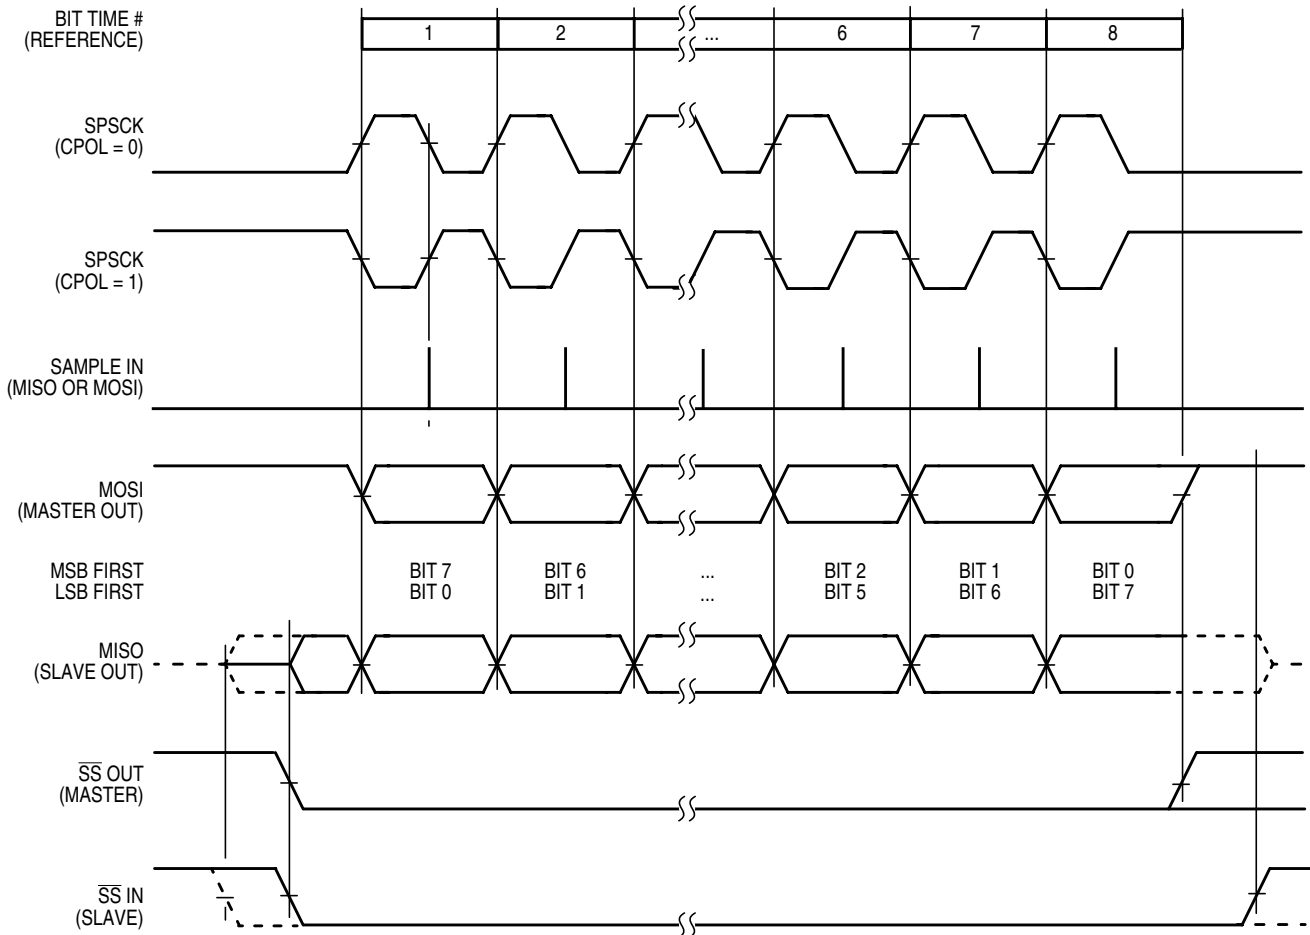 BIT TIME #
(REFERENCE)
1 2 ... 6 7 8
SPSCK
(CPOL = 0)
SPSCK
(CPOL = 1)
SAMPLE IN
(MISO OR MOSI)
MOSI
(MASTER OUT)
MSB FIRST BIT 7 BIT 6 ... BIT 2 BIT 1 BIT 0
LSB FIRST BIT 0 BIT 1 ... BIT 5 BIT 6 BIT 7
MISO
(SLAVE OUT)
S̅S̅ OUT
(MASTER)
S̅S̅ IN
(SLAVE)